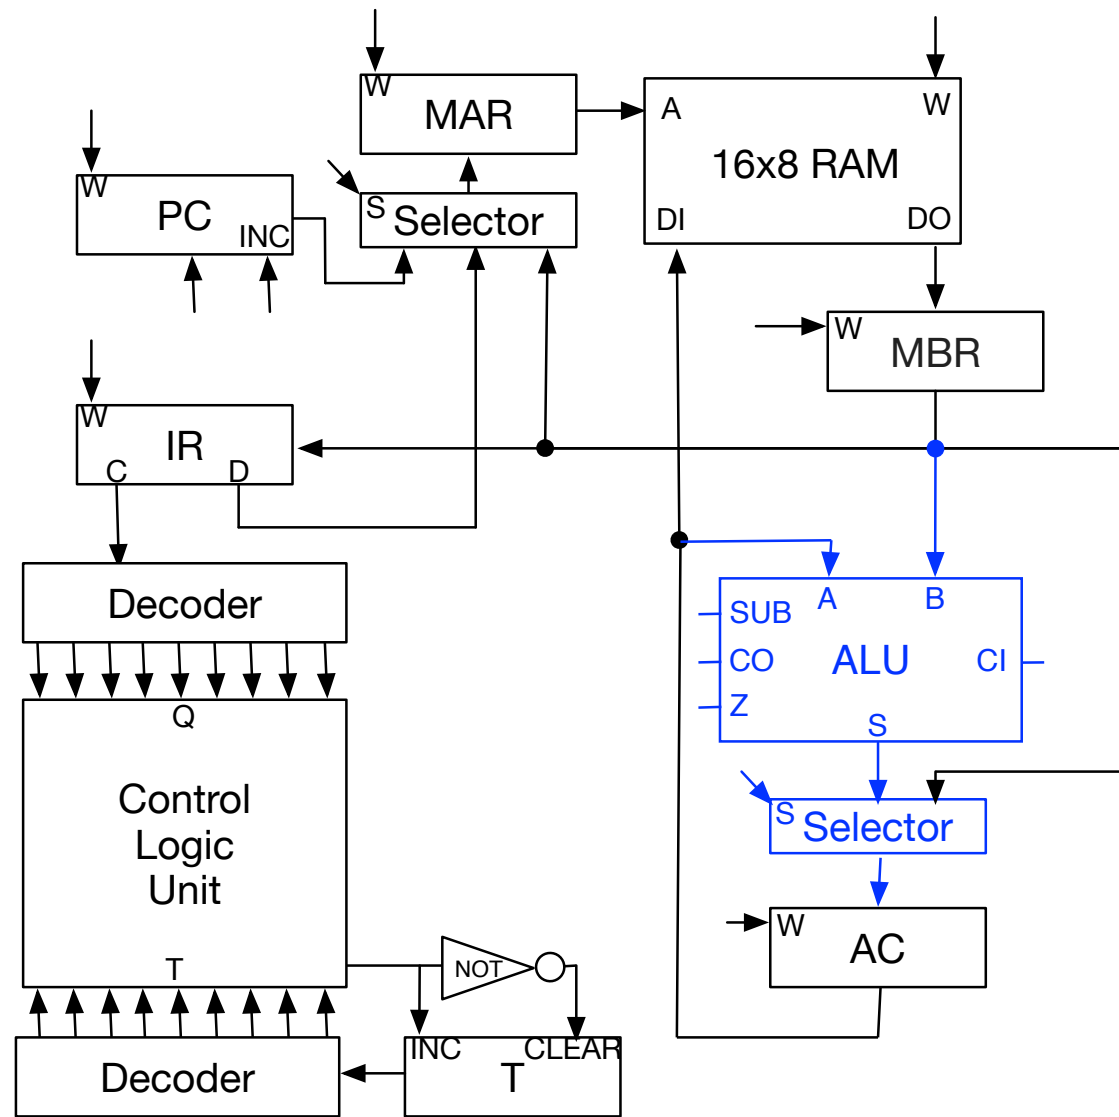 W
MAR
A
W
16x8 RAM
DI
DO
W
PC
INC
S
Selector
W
MBR
W
IR
C
D
Decoder
Q
Control
Logic
Unit
T
A
B
SUB
CO
ALU
CI
Z
S
S
Selector
W
AC
NOT
INC
CLEAR
T
Decoder